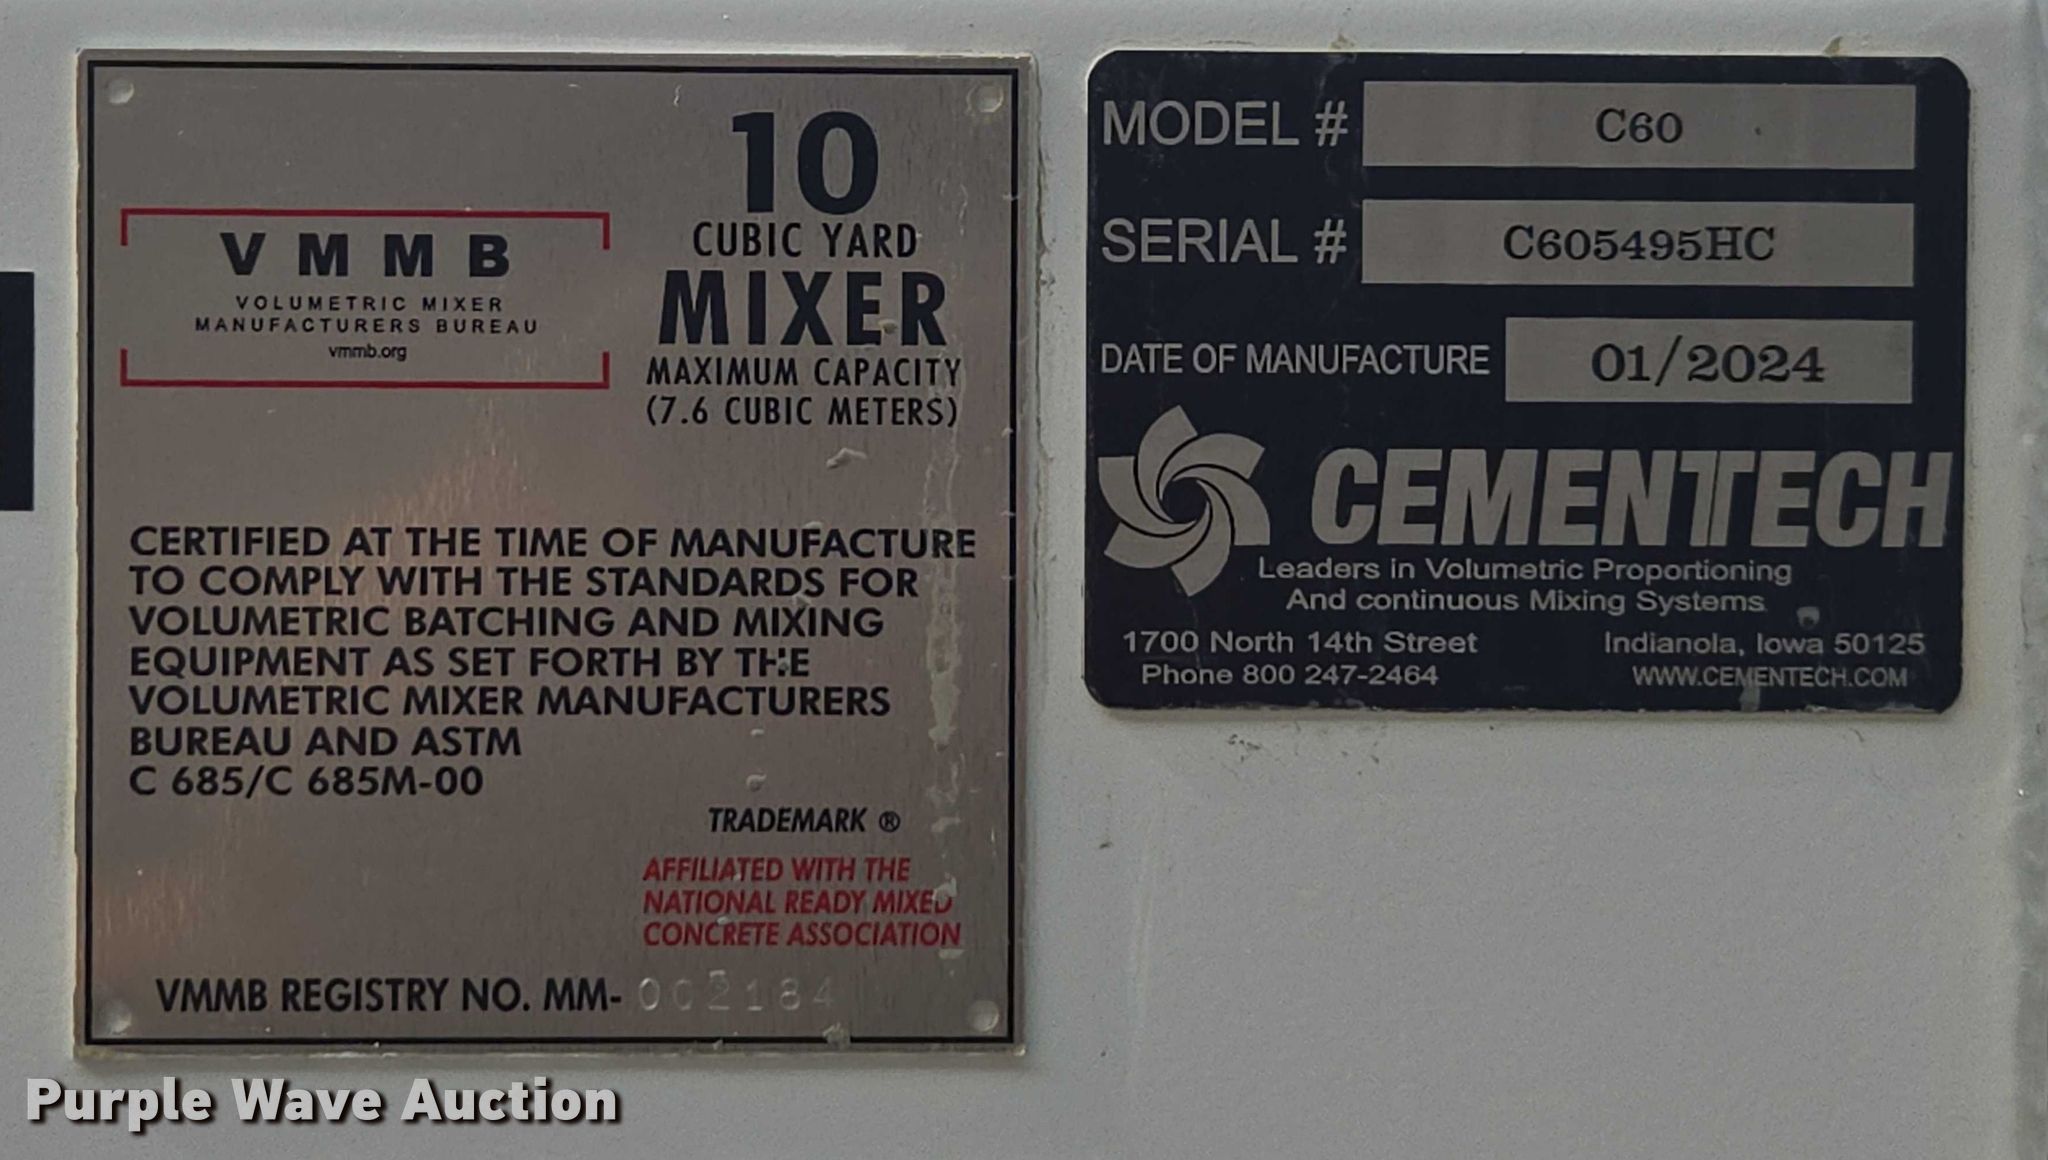 10
CUBIC YARD
MIXER
MAXIMUM CAPACITY
(7.6 CUBIC METERS)
VMMB
VOLUMETRIC MIXER
MANUFACTURERS BUREAU
vmmb.org
CERTIFIED AT THE TIME OF MANUFACTURE
TO COMPLY WITH THE STANDARDS FOR
VOLUMETRIC BATCHING AND MIXING
EQUIPMENT AS SET FORTH BY THE
VOLUMETRIC MIXER MANUFACTURERS
BUREAU AND ASTM
C 685/C 685M-00
TRADEMARK ®
AFFILIATED WITH THE
NATIONAL READY MIXED
CONCRETE ASSOCIATION
VMMB REGISTRY NO. MM-002184
MODEL # C60
SERIAL # C605495HC
DATE OF MANUFACTURE 01/2024
CEMENTECH
Leaders in Volumetric Proportioning
And continuous Mixing Systems
1700 North 14th Street Indianola, Iowa 50125
Phone 800 247-2464 WWW.CEMENTECH.COM
Purple Wave Auction